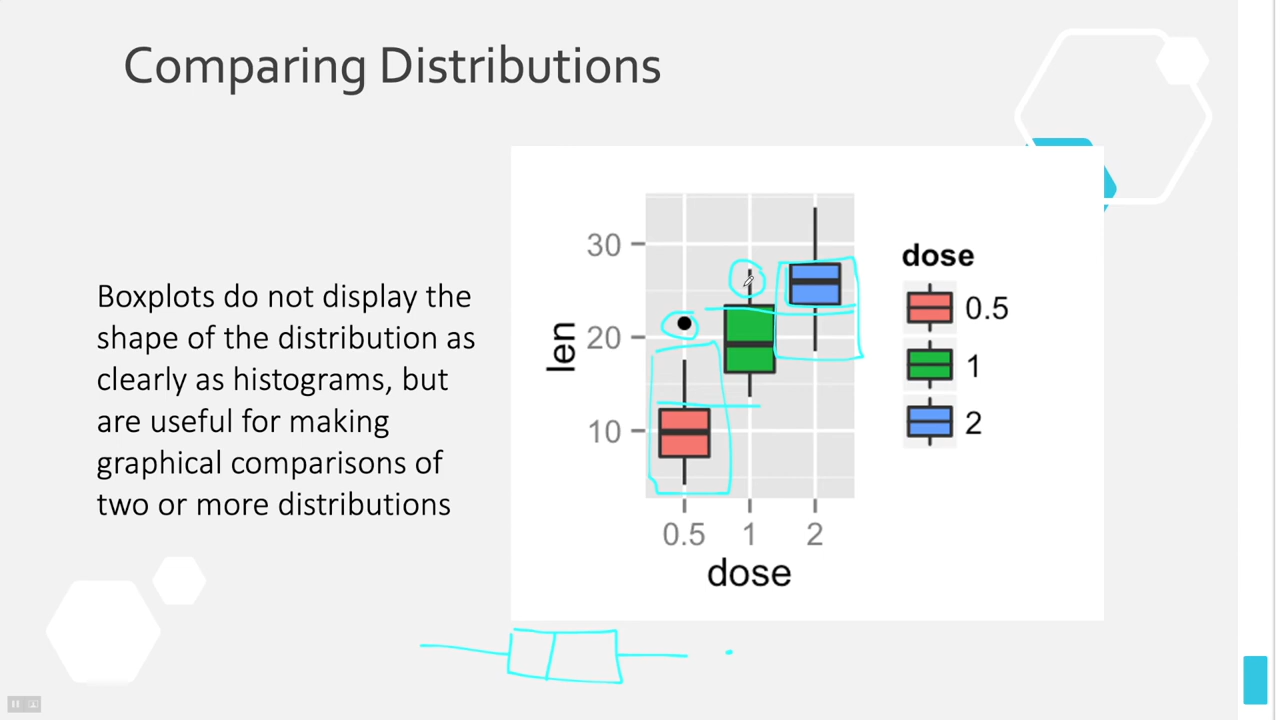 Comparing Distributions
Boxplots do not display the
shape of the distribution as
clearly as histograms, but
are useful for making
graphical comparisons of
two or more distributions
30
20
10
len
0.5 1 2
dose
dose
0.5
1
2